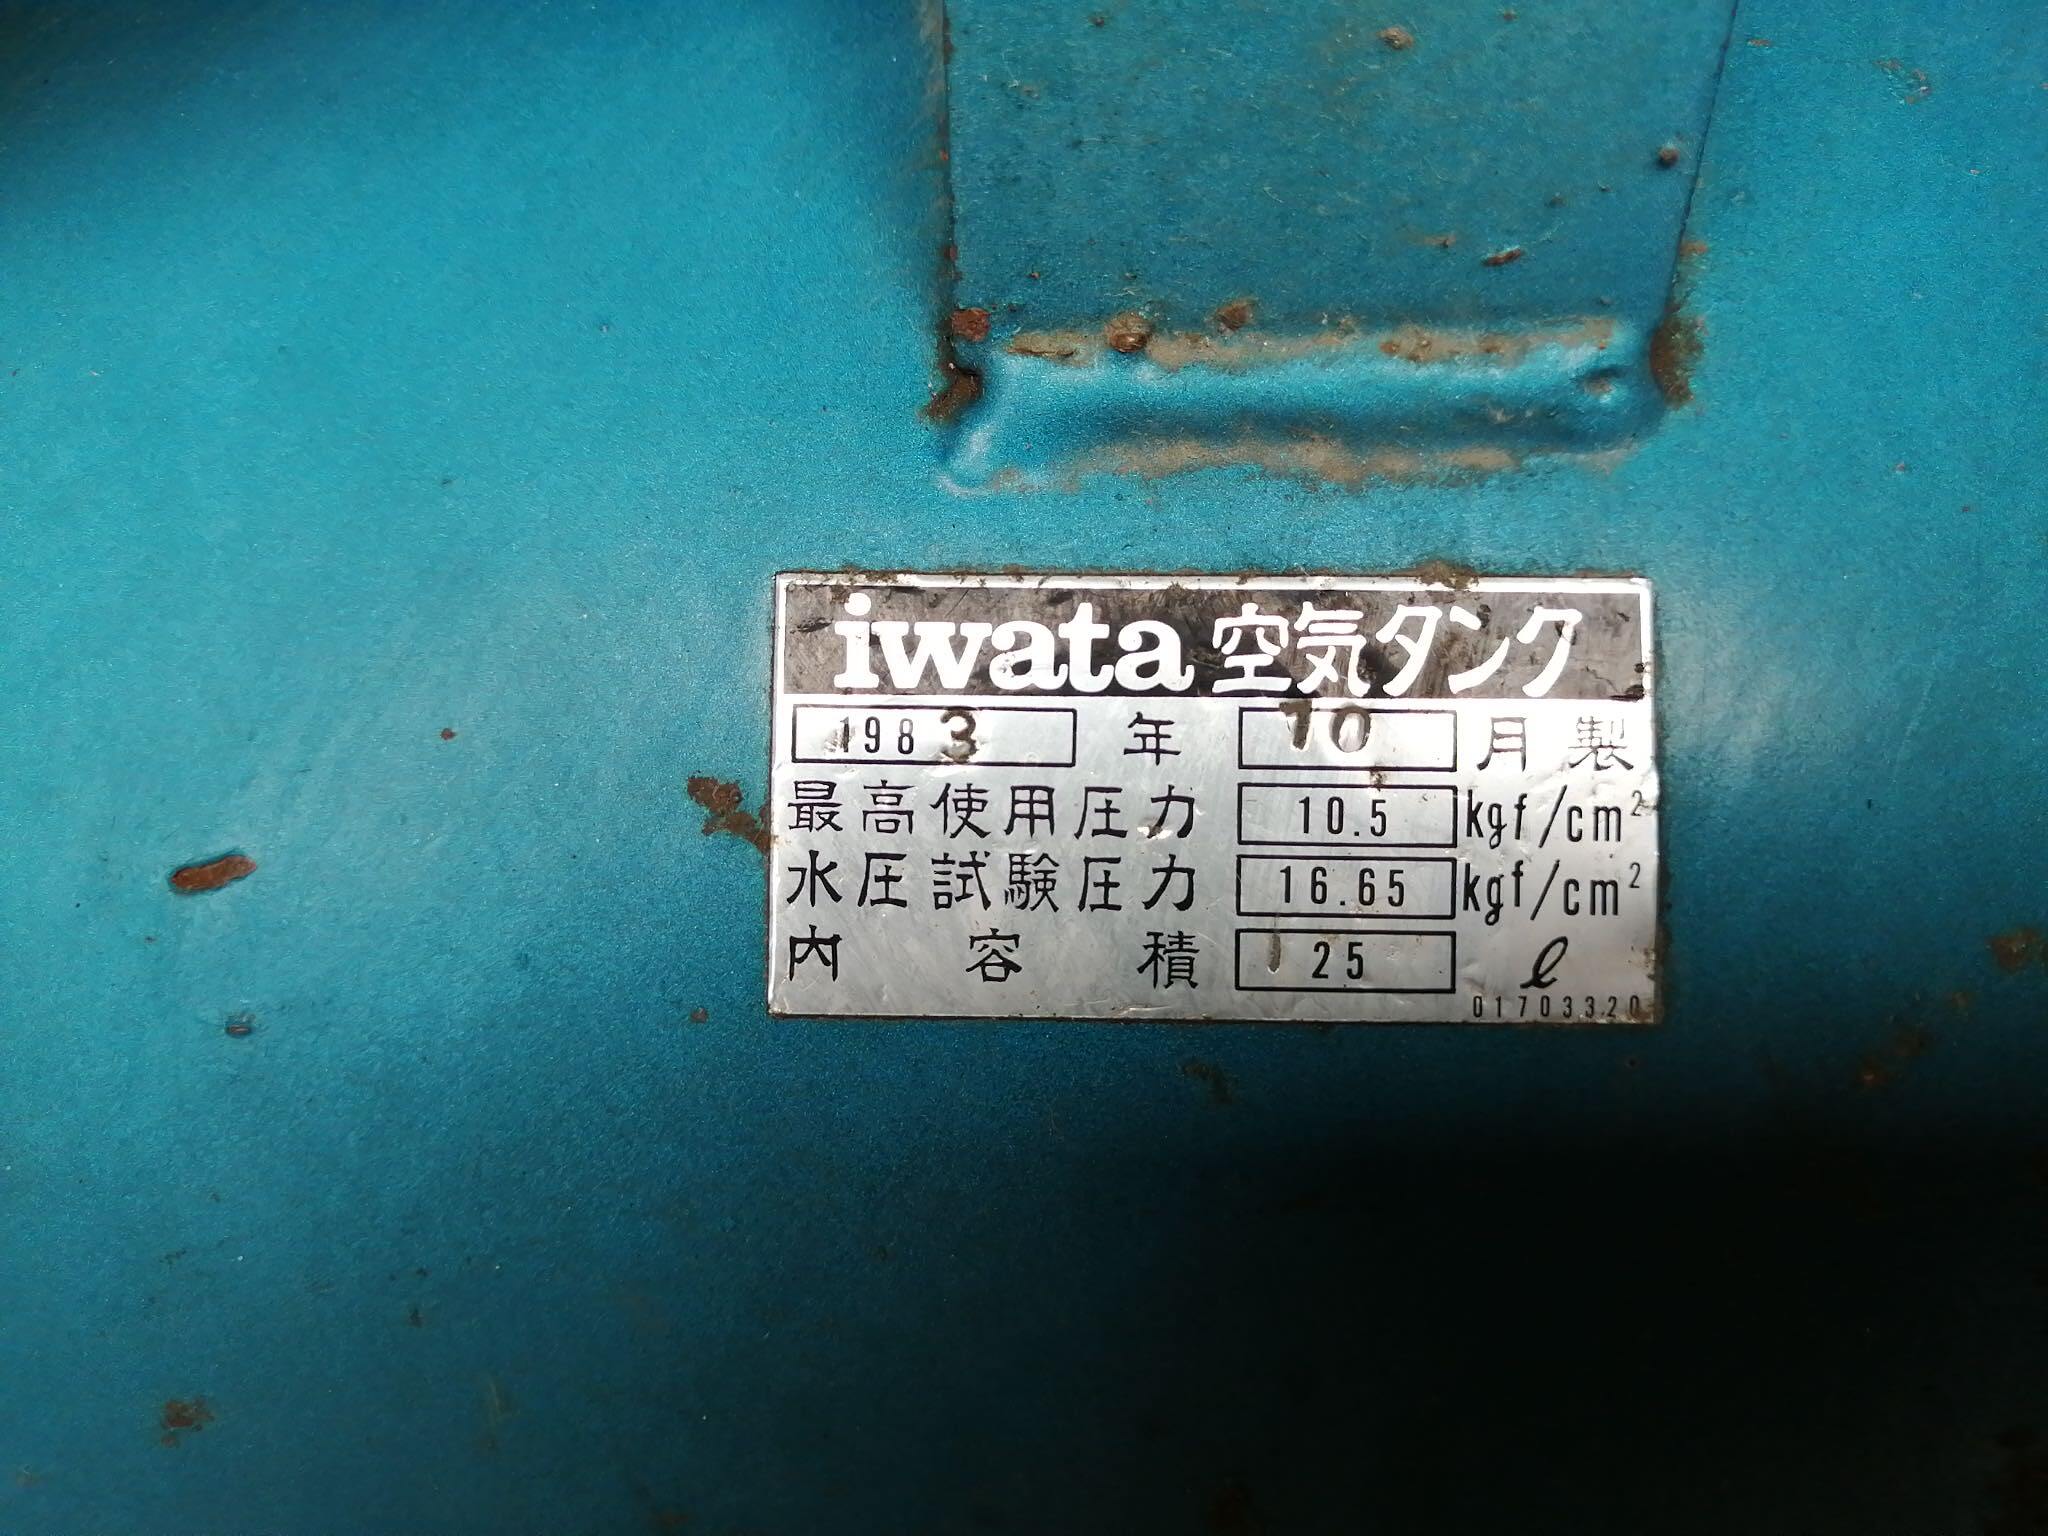 iwata 空気タンク
1983 年 10 月製
最高使用圧力 10.5 kgf/cm²
水圧試験圧力 16.65 kgf/cm²
内容積 25 ℓ
01703320